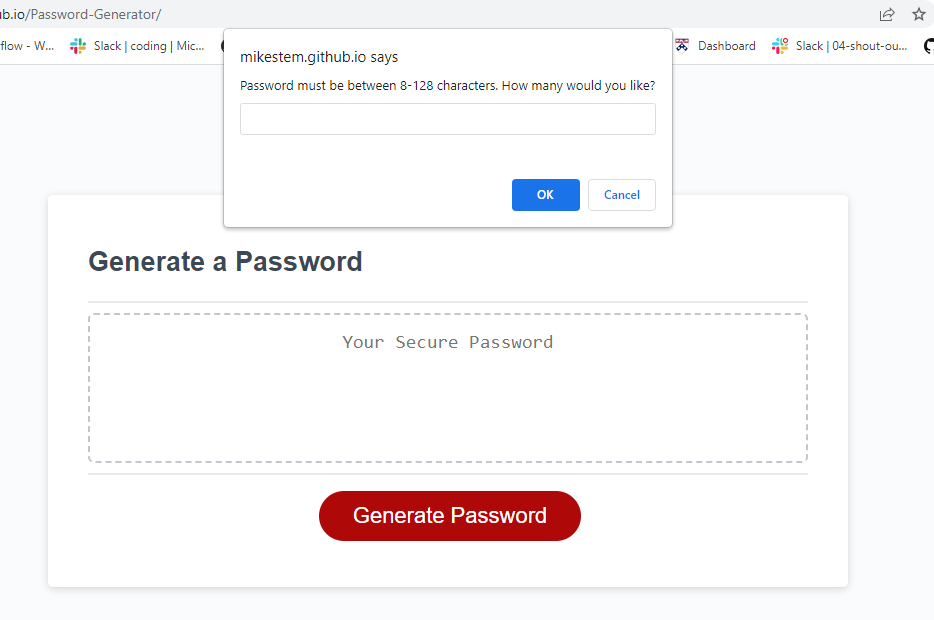 ub.io/Password-Generator/
flow - W...
Slack | coding | Mic...
Dashboard
Slack | 04-shout-ou...
mikestem.github.io says
Password must be between 8-128 characters. How many would you like?
OK
Cancel
Generate a Password
Your Secure Password
Generate Password